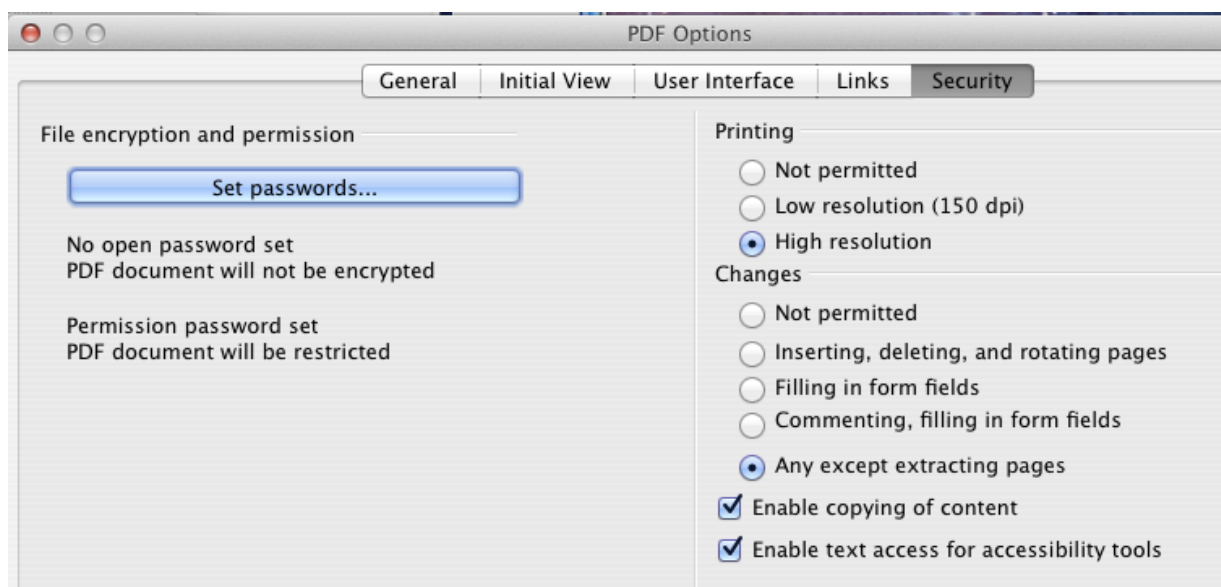 PDF Options
General
Initial View
User Interface
Links
Security
File encryption and permission
Set passwords...
No open password set
PDF document will not be encrypted
Permission password set
PDF document will be restricted
Printing
Not permitted
Low resolution (150 dpi)
High resolution
Changes
Not permitted
Inserting, deleting, and rotating pages
Filling in form fields
Commenting, filling in form fields
Any except extracting pages
Enable copying of content
Enable text access for accessibility tools